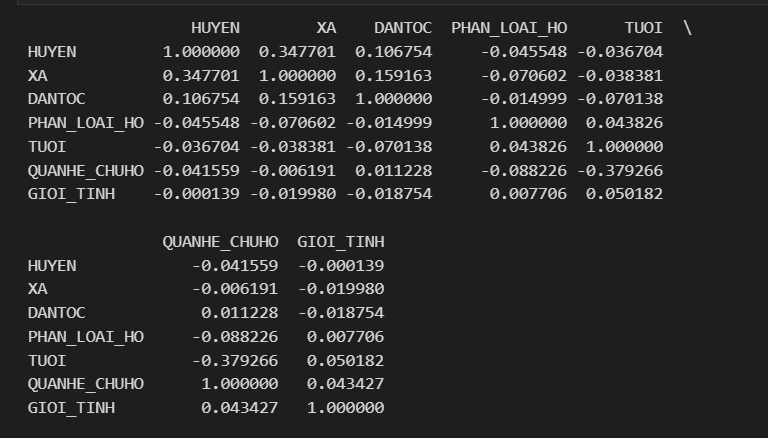 HUYEN XA DANTOC PHAN_LOAI_HO TUOI \
HUYEN 1.000000 0.347701 0.106754 -0.045548 -0.036704
XA 0.347701 1.000000 0.159163 -0.070602 -0.038381
DANTOC 0.106754 0.159163 1.000000 -0.014999 -0.070138
PHAN_LOAI_HO -0.045548 -0.070602 -0.014999 1.000000 0.043826
TUOI -0.036704 -0.038381 -0.070138 0.043826 1.000000
QUANHE_CHUHO -0.041559 -0.006191 0.011228 -0.088226 -0.379266
GIOI_TINH -0.000139 -0.019980 -0.018754 0.007706 0.050182
QUANHE_CHUHO GIOI_TINH
HUYEN -0.041559 -0.000139
XA -0.006191 -0.019980
DANTOC 0.011228 -0.018754
PHAN_LOAI_HO -0.088226 0.007706
TUOI -0.379266 0.050182
QUANHE_CHUHO 1.000000 0.043427
GIOI_TINH 0.043427 1.000000